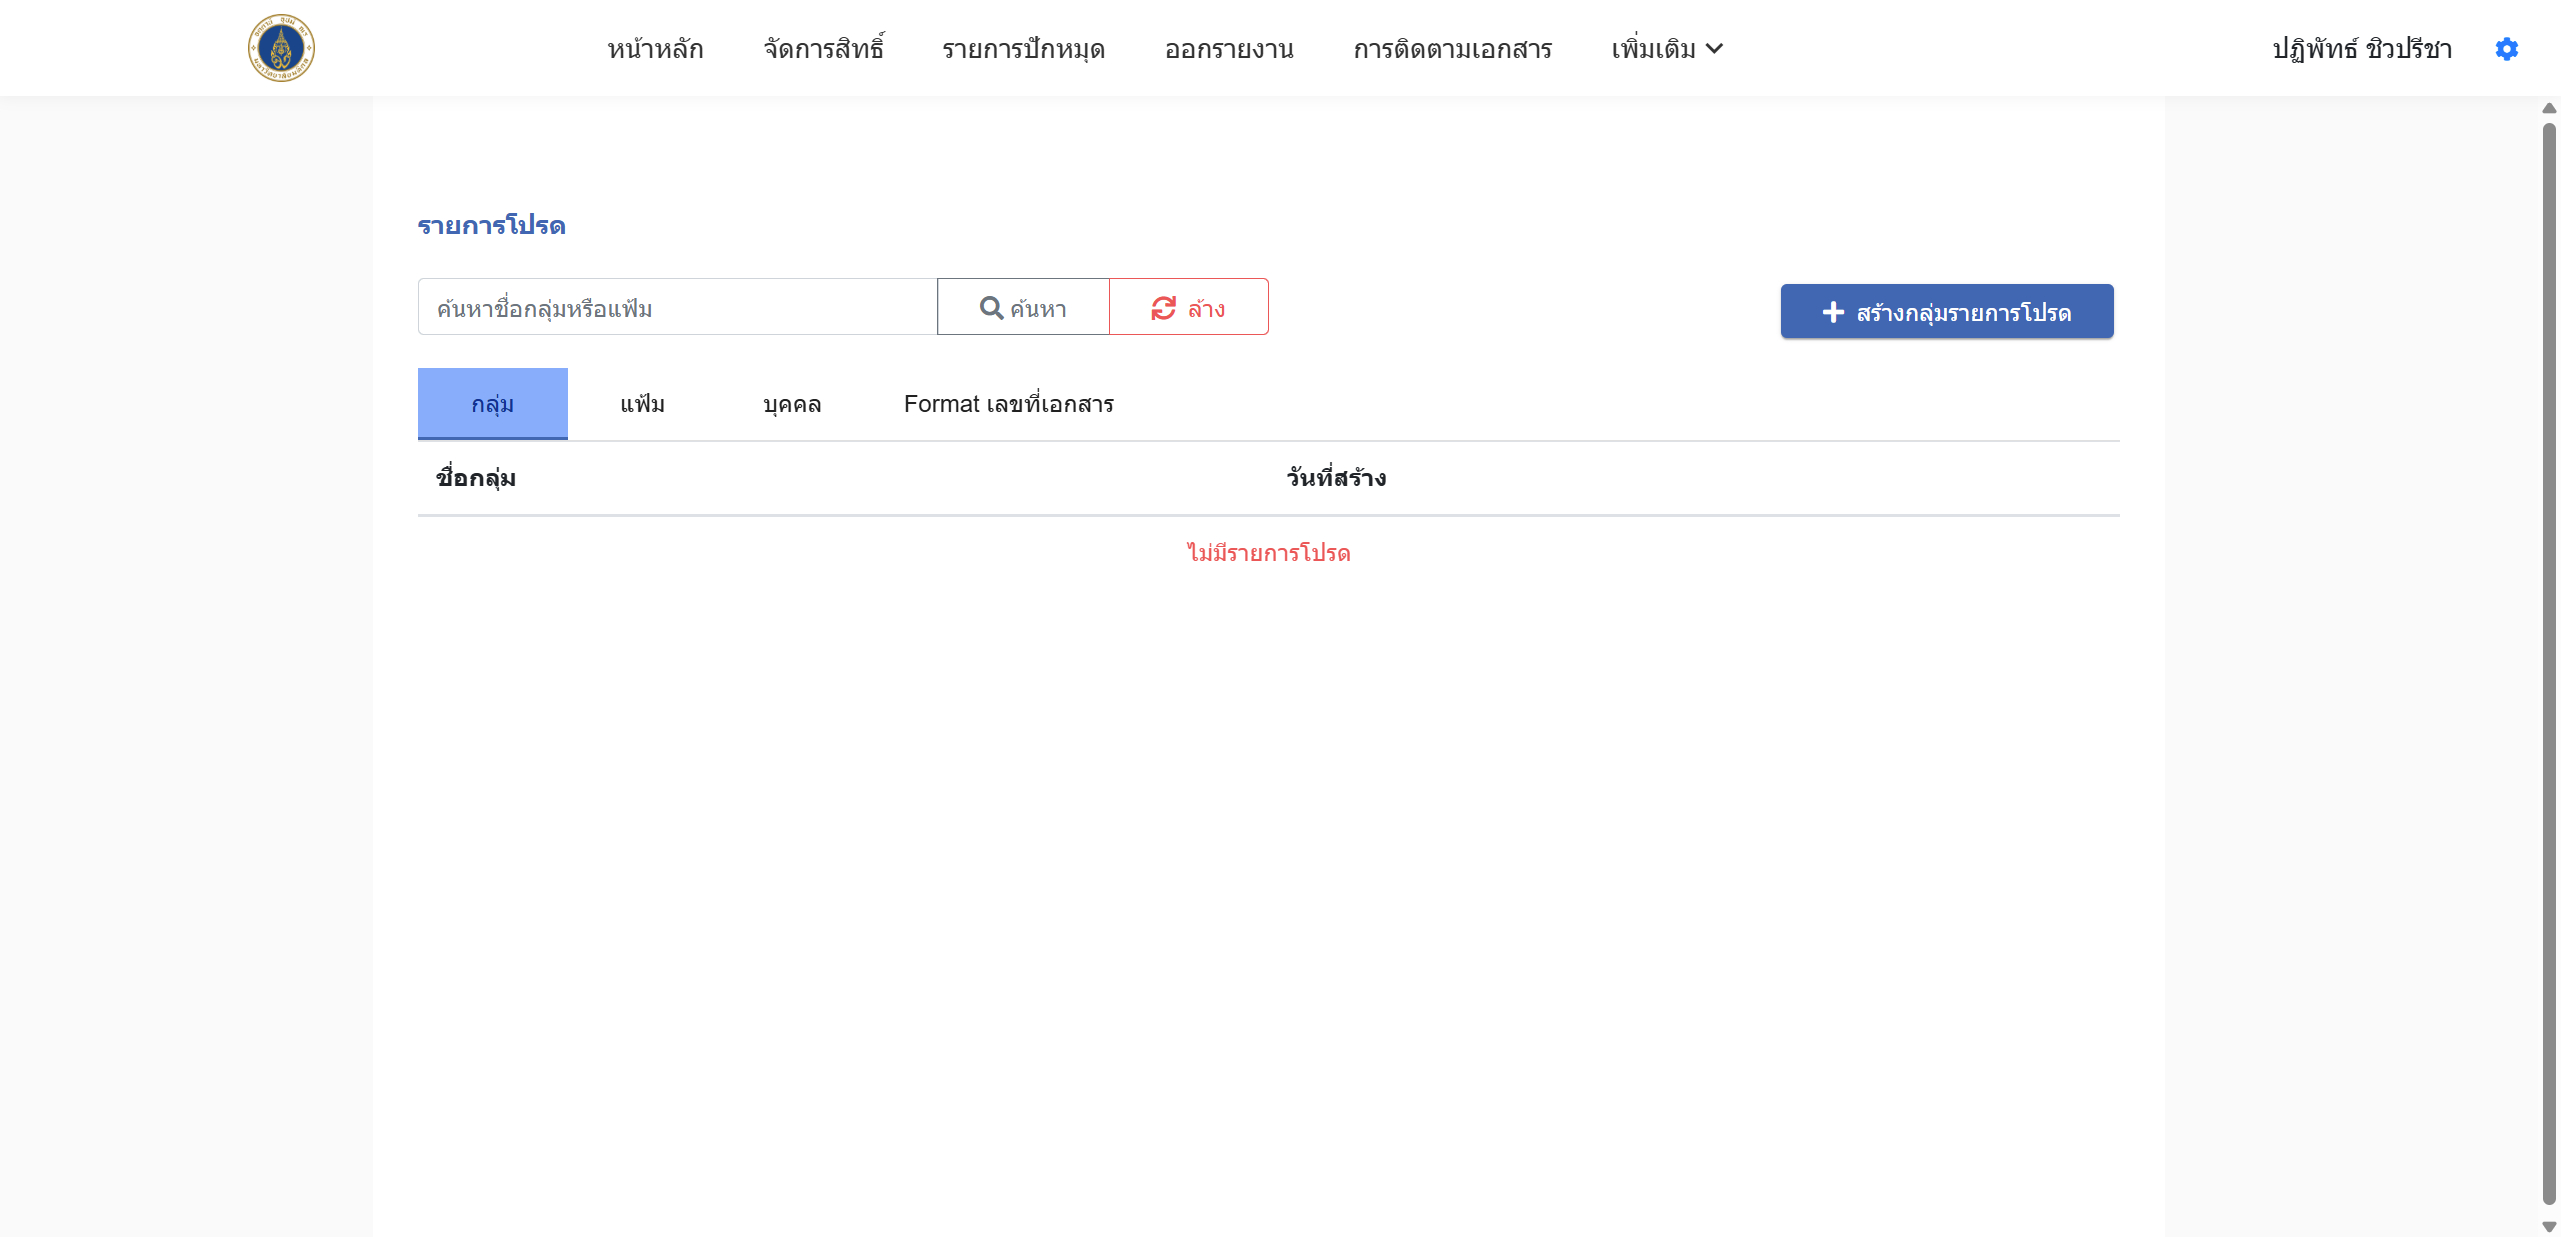 หน้าหลัก จัดการสิทธิ์ รายการปักหมุด ออกรายงาน การติดตามเอกสาร เพิ่มเติม ปฏิพัทธ์ ชิวปรีชา
รายการโปรด
ค้นหาชื่อกลุ่มหรือแฟ้ม ค้นหา ล้าง สร้างกลุ่มรายการโปรด
กลุ่ม แฟ้ม บุคคล Format เลขที่เอกสาร
ชื่อกลุ่ม วันที่สร้าง
ไม่มีรายการโปรด